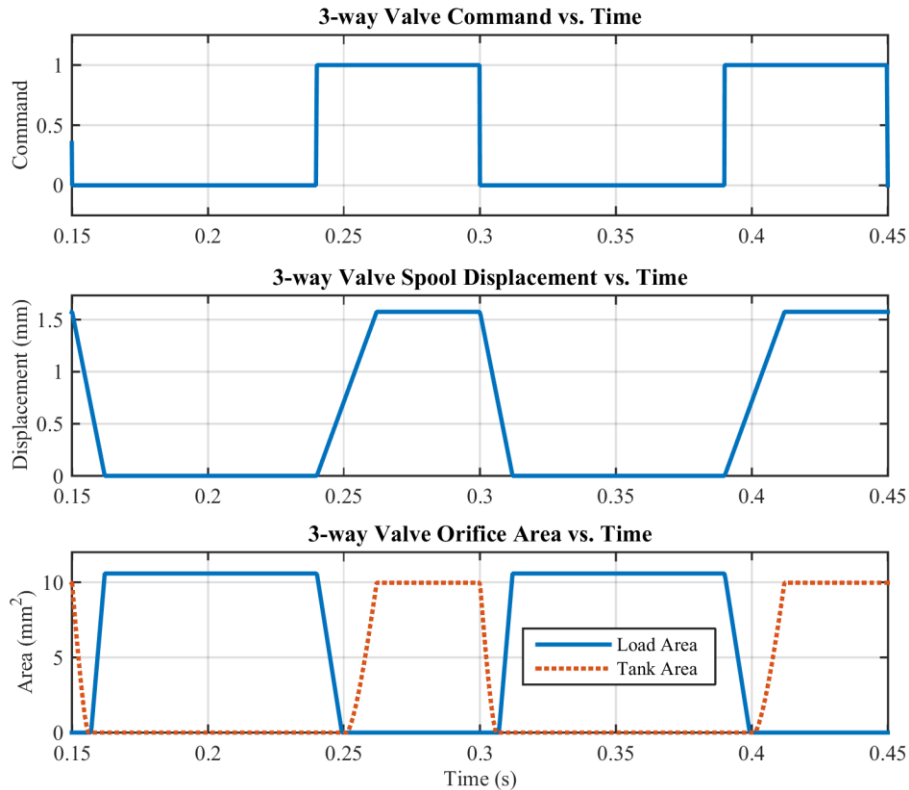 3-way Valve Command vs. Time
Command
1
0.5
0
0.15 0.2 0.25 0.3 0.35 0.4 0.45
3-way Valve Spool Displacement vs. Time
Displacement (mm)
1.5
1
0.5
0
0.15 0.2 0.25 0.3 0.35 0.4 0.45
3-way Valve Orifice Area vs. Time
Area (mm²)
10
5
0
Load Area
Tank Area
0.15 0.2 0.25 0.3 0.35 0.4 0.45
Time (s)